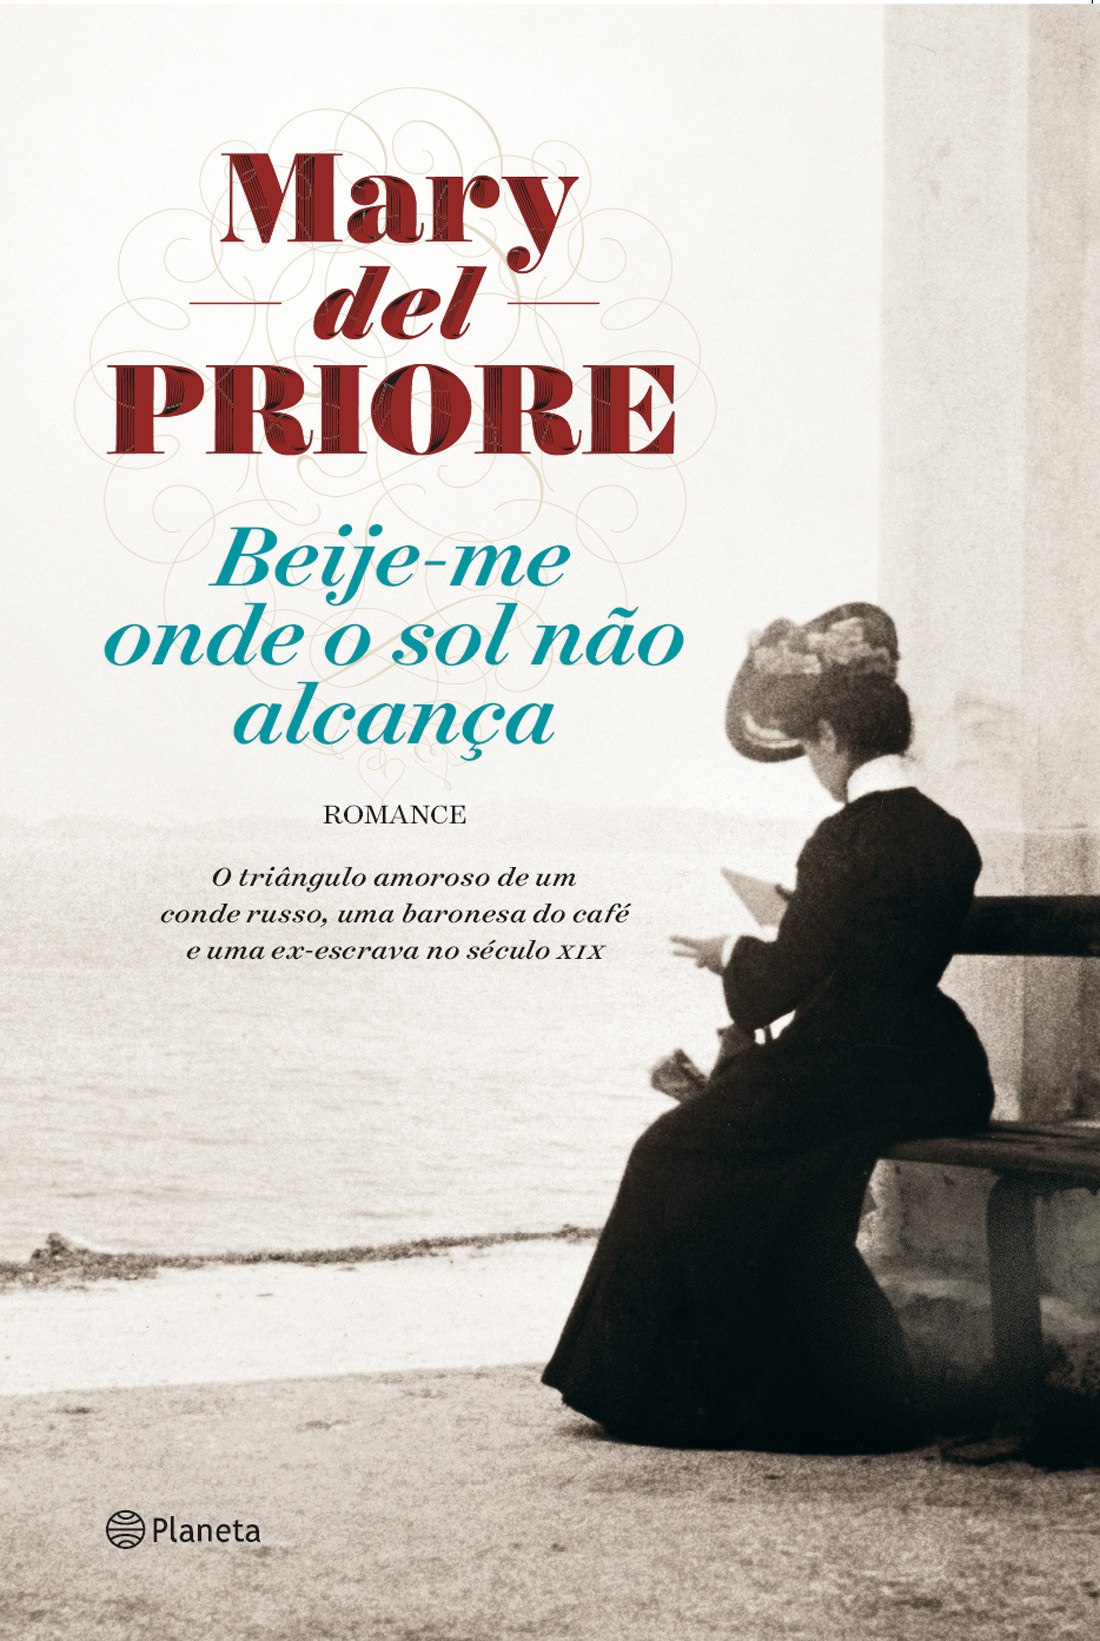 Mary
del
PRIORE
Beije-me
onde o sol não
alcança
ROMANCE
O triângulo amoroso de um
conde russo, uma baronesa do café
e uma ex-escrava no século XIX
Planeta